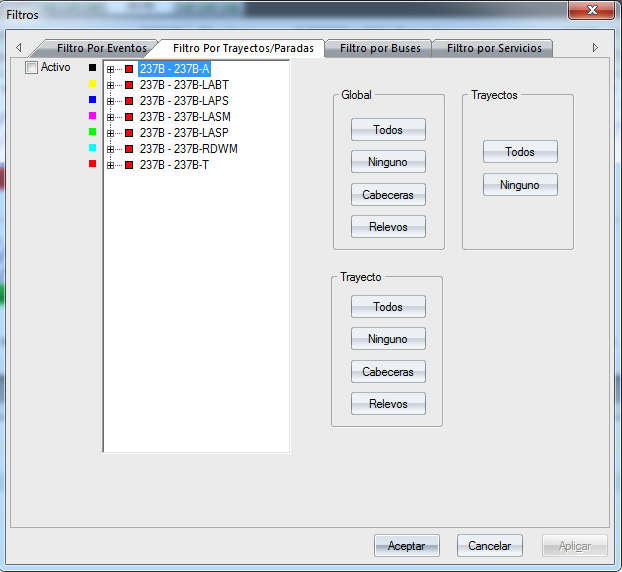 Filtros
Filtro Por Eventos
Filtro Por Trayectos/Paradas
Filtro por Buses
Filtro por Servicios
Activo
237B - 237B-A
237B - 237B-LABT
237B - 237B-LAPS
237B - 237B-LASM
237B - 237B-LASP
237B - 237B-RDWM
237B - 237B-T
Global
Todos
Ninguno
Cabeceras
Relevos
Trayectos
Todos
Ninguno
Trayecto
Todos
Ninguno
Cabeceras
Relevos
Aceptar
Cancelar
Aplicar